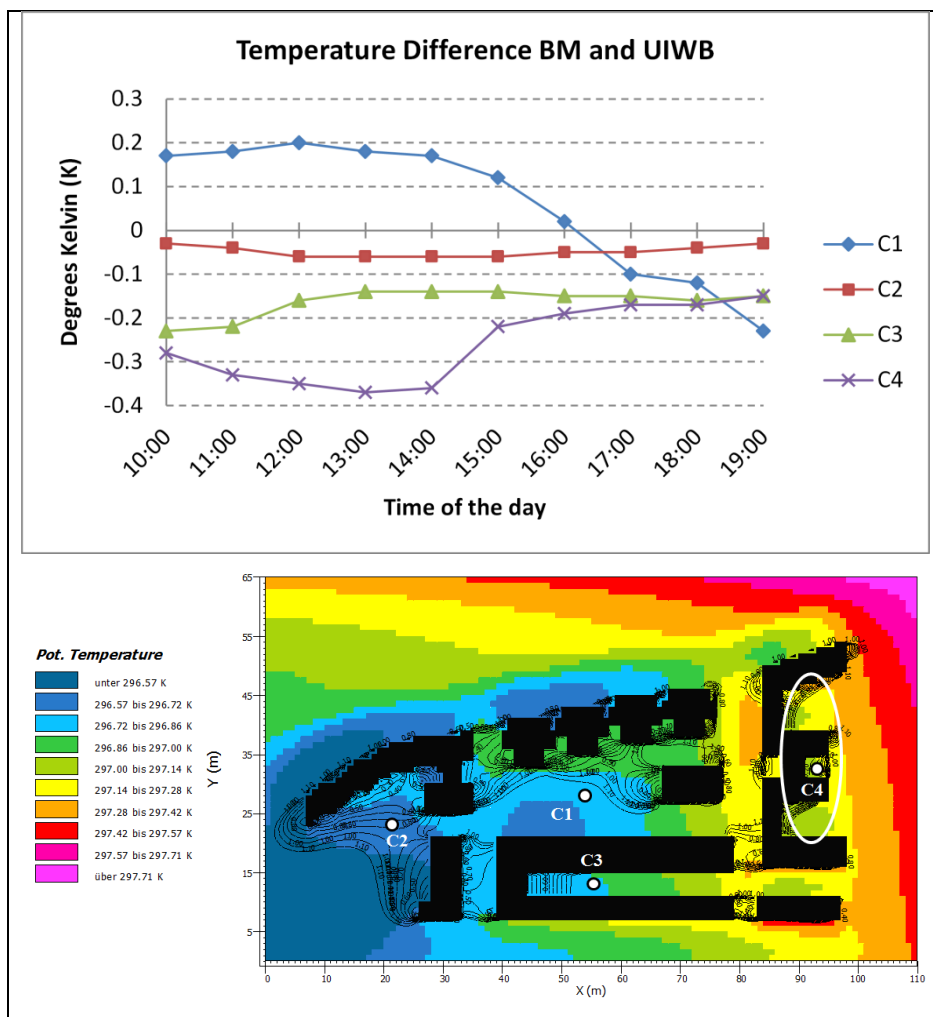 Temperature Difference BM and UIWB
0.3
0.2
0.1
0
-0.1
-0.2
-0.3
-0.4
Degrees Kelvin (K)
10:00 11:00 12:00 13:00 14:00 15:00 16:00 17:00 18:00 19:00
Time of the day
C1
C2
C3
C4
Pot. Temperature
unter 296.57 K
296.57 bis 296.72 K
296.72 bis 296.86 K
296.86 bis 297.00 K
297.00 bis 297.14 K
297.14 bis 297.28 K
297.28 bis 297.42 K
297.42 bis 297.57 K
297.57 bis 297.71 K
über 297.71 K
65
55
45
35
25
15
5
Y (m)
C1
C2
C3
C4
0 10 20 30 40 50 60 70 80 90 100 110
X (m)